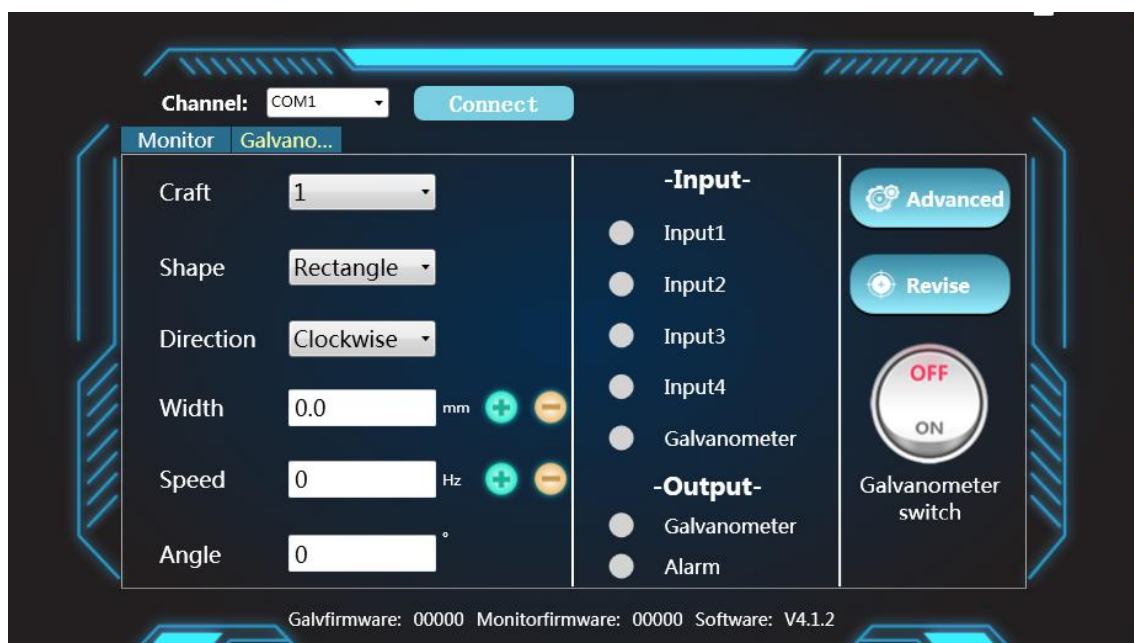 Channel: COM1 Connect
Monitor Galvano...
Craft 1
Shape Rectangle
Direction Clockwise
Width 0.0 mm
Speed 0 Hz
Angle 0 °
-Input-
Input1
Input2
Input3
Input4
Galvanometer
-Output-
Galvanometer
Alarm
Advanced
Revise
OFF
ON
Galvanometer
switch
Galvfirmware: 00000 Monitorfirmware: 00000 Software: V4.1.2